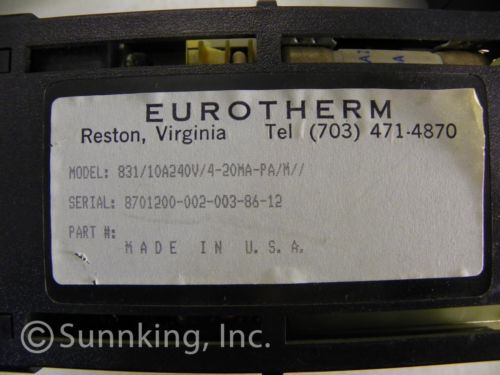 EUROTHERM
Reston, Virginia Tel (703) 471-4870
MODEL: 831/10A240V/4-20MA-PA/M//
SERIAL: 8701200-002-003-86-12
PART #:
MADE IN U.S.A.
© Sunnking, Inc.